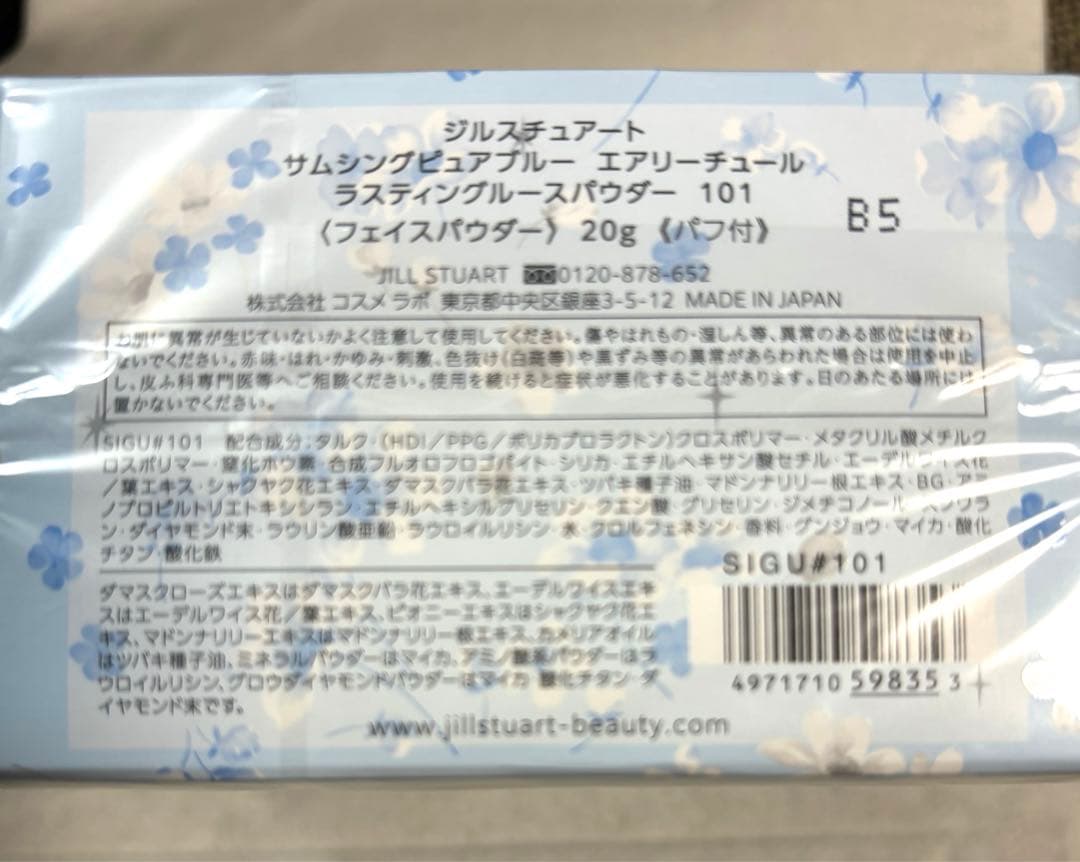 ジルスチュアート
サムシングピュアブルー エアリーチュール
ラスティングルースパウダー 101
〈フェイスパウダー〉 20g 《パフ付》
B5
JILL STUART 0120-878-652
株式会社 コスメラボ 東京都中央区銀座3-5-12 MADE IN JAPAN
お肌に異常が生じていないかよく注意して使用してください。傷やはれもの・湿しん等、異常のある部位には使わ
ないでください。赤味・はれ・かゆみ・刺激、色抜け(白斑等)や黒ずみ等の異常があらわれた場合は使用を中止
し、皮ふ科専門医等へご相談ください。使用を続けると症状が悪化することがあります。日のあたる場所には
置かないでください。
SIGU#101 配合成分:タルク・(HDI/PPG/ポリカプロラクトン)クロスポリマー・メタクリル酸メチルク
ロスポリマー・窒化ホウ素・合成フルオロフロゴパイト・シリカ・エチルヘキサン酸セチル・エーデルワイス花
/葉エキス・シャクヤク花エキス・ダマスクバラ花エキス・ツバキ種子油・マドンナリリー根エキス・BG・アミ
ノプロピルトリエトキシシラン・エチルヘキシルグリセリン・クエン酸・グリセリン・ジメチコノール・スクワラ
ン・ダイヤモンド末・ラウリン酸亜鉛・ラウロイルリシン・水・クロルフェネシン・香料・グンジョウ・マイカ・酸化
チタン・酸化鉄
ダマスクローズエキスはダマスクバラ花エキス、エーデルワイスエキ
スはエーデルワイス花/葉エキス、ピオニーエキスはシャクヤク花エ
キス、マドンナリリーエキスはマドンナリリー根エキス、カメリアオイル
はツバキ種子油、ミネラルパウダーはマイカ、アミノ酸系パウダーはラ
ウロイルリシン、グロウダイヤモンドパウダーはマイカ・酸化チタン・ダ
イヤモンド末です。
SIGU#101
4971710 59835 3
www.jillstuart-beauty.com